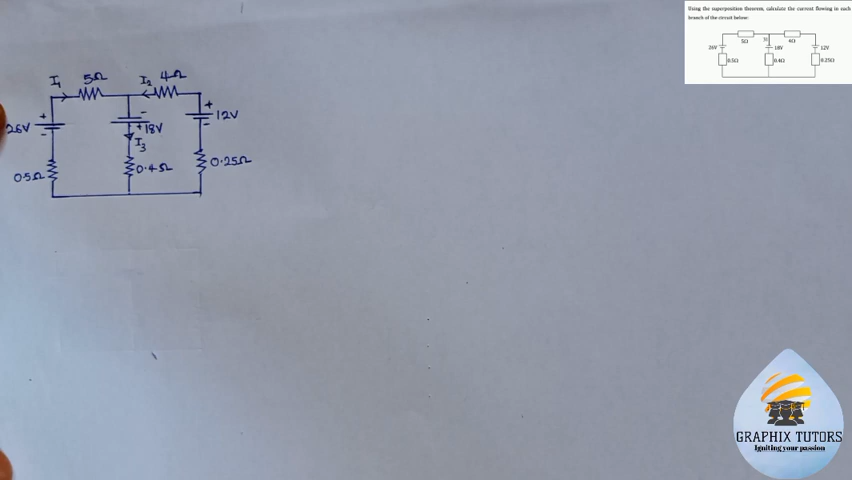 Using the superposition theorem, calculate the current flowing in each
branch of the circuit below:
5Ω 4Ω
26V 18V 12V
0.5Ω 0.4Ω 0.25Ω
I₁ 5Ω I₂ 4Ω
+ - +
26V +18V 12V
- I₃ -
0.5Ω 0.4Ω 0.25Ω
GRAPHIX TUTORS
Igniting your passion